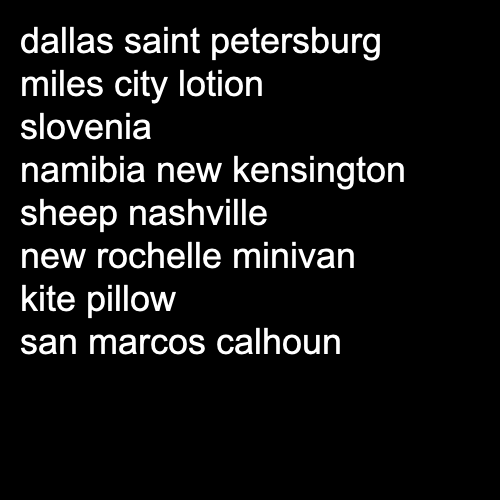 dallas saint petersburg
miles city lotion
slovenia
namibia new kensington
sheep nashville
new rochelle minivan
kite pillow
san marcos calhoun